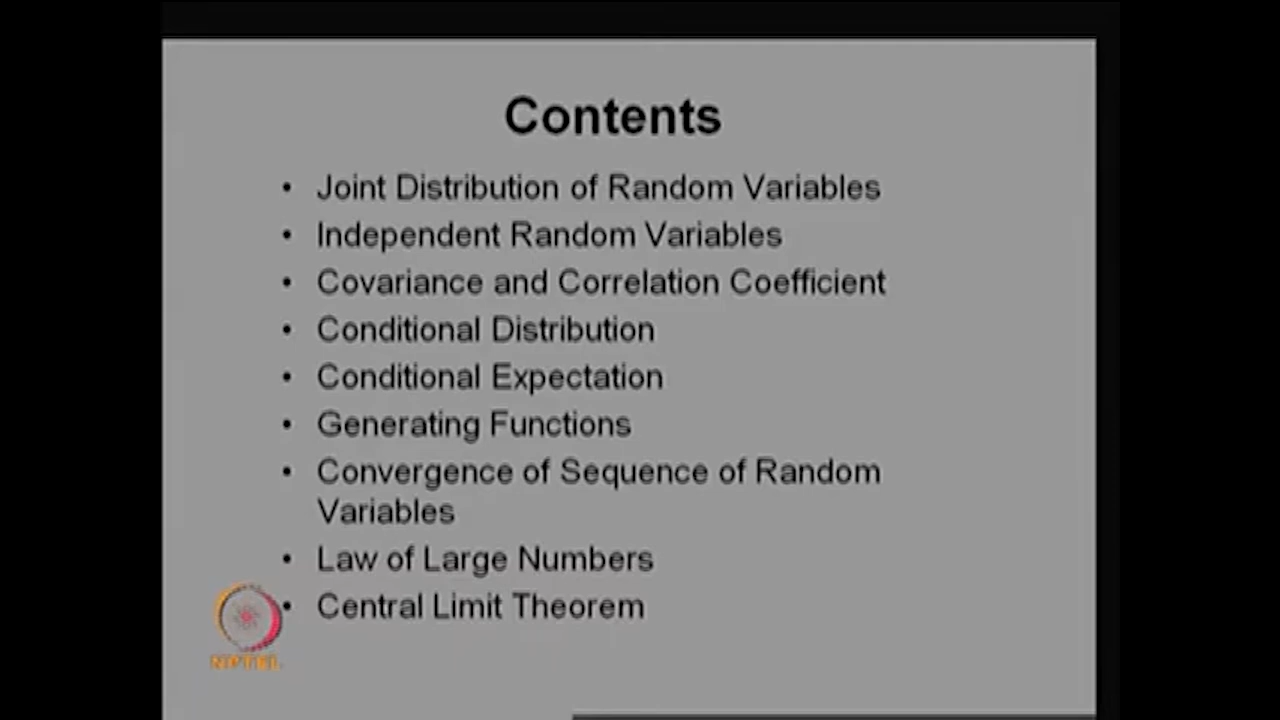 Contents
• Joint Distribution of Random Variables
• Independent Random Variables
• Covariance and Correlation Coefficient
• Conditional Distribution
• Conditional Expectation
• Generating Functions
• Convergence of Sequence of Random
Variables
• Law of Large Numbers
• Central Limit Theorem
NPTEL